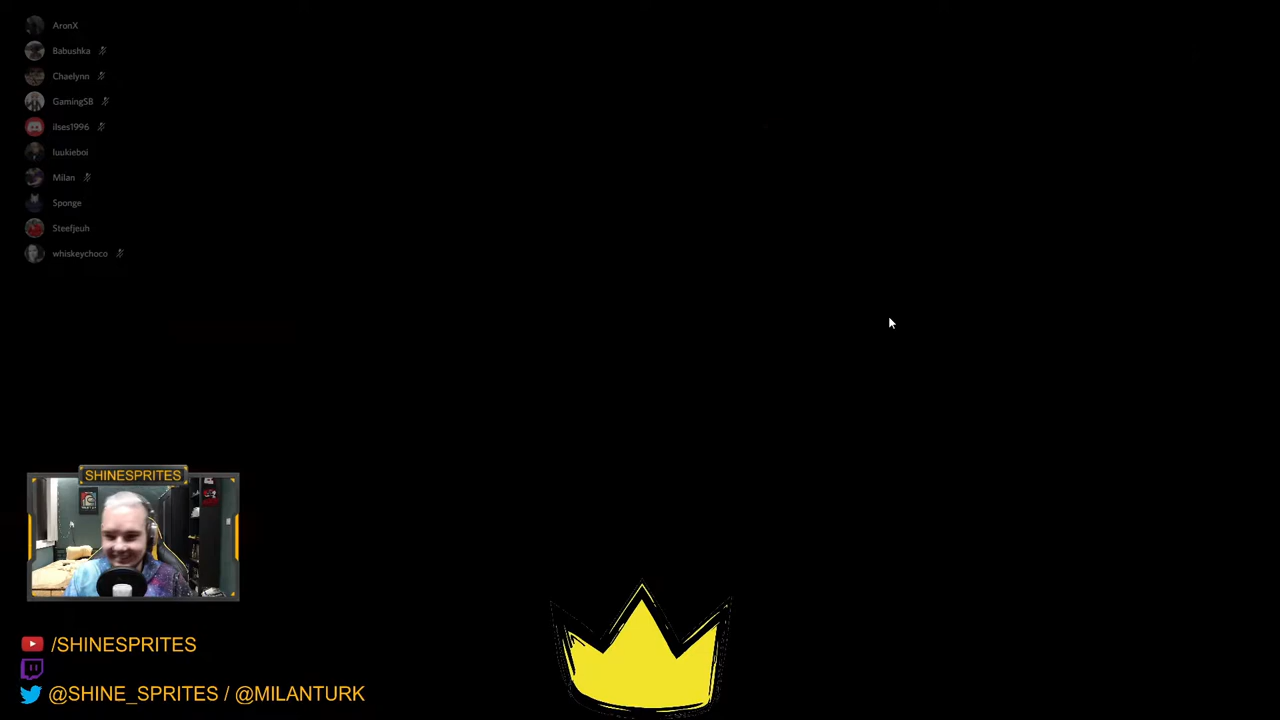 AronX
Babushka
Chaelynn
GamingSB
ilses1996
luukieboi
Milan
Sponge
Steefjeuh
whiskeychoco
SHINESPRITES
/SHINESPRITES
@SHINE_SPRITES / @MILANTURK